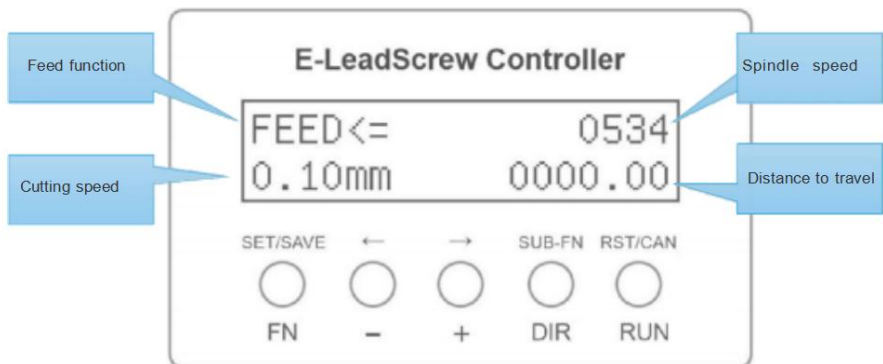 E-LeadScrew Controller
Feed function
Spindle speed
FEED<= 0534
Cutting speed
0.10mm 0000.00
Distance to travel
SET/SAVE ← → SUB-FN RST/CAN
FN - + DIR RUN